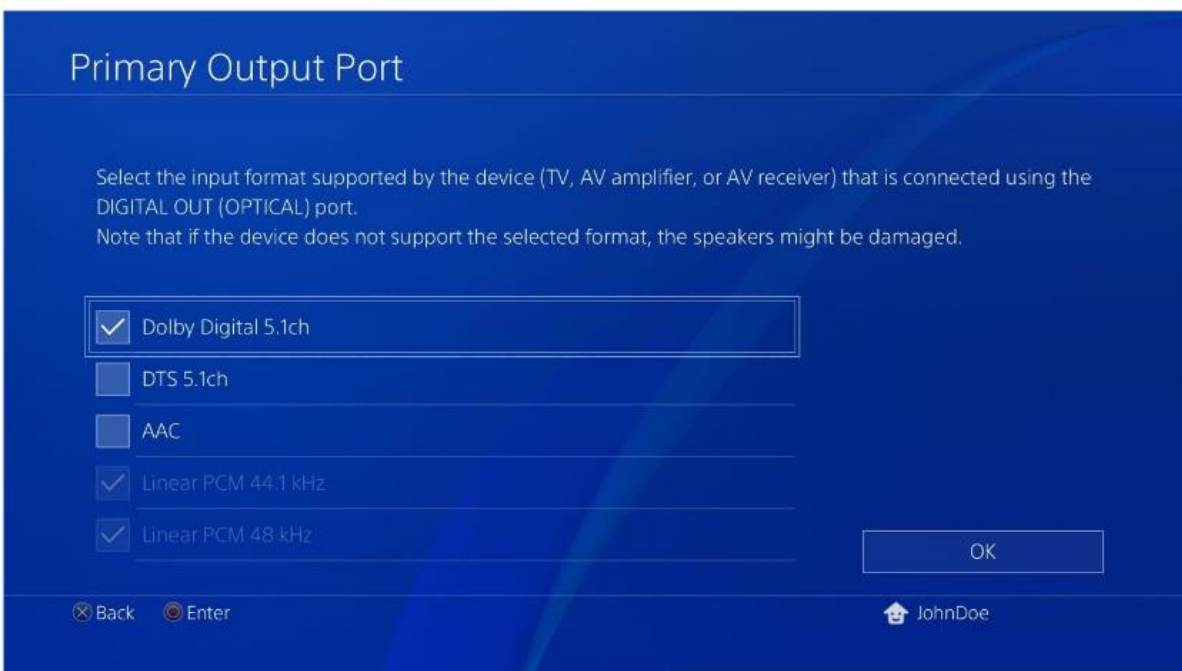 Primary Output Port
Select the input format supported by the device (TV, AV amplifier, or AV receiver) that is connected using the
DIGITAL OUT (OPTICAL) port.
Note that if the device does not support the selected format, the speakers might be damaged.
Dolby Digital 5.1ch
DTS 5.1ch
AAC
Linear PCM 44.1 kHz
Linear PCM 48 kHz
OK
Back Enter JohnDoe